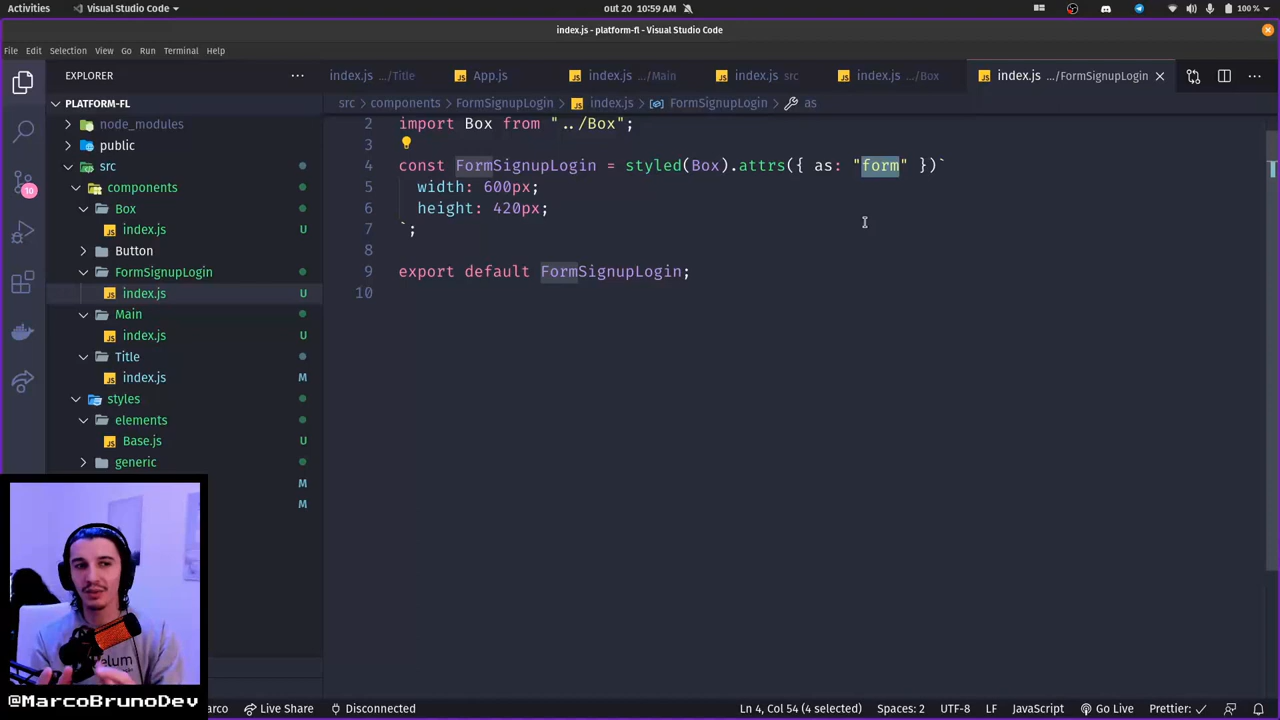 Activities
Visual Studio Code
out 20 10:59 AM
100 %
index.js - platform-fl - Visual Studio Code
File Edit Selection View Go Run Terminal Help
EXPLORER
index.js .../Title
App.js
index.js .../Main
index.js src
index.js .../Box
index.js .../FormSignupLogin
PLATFORM-FL
src components FormSignupLogin index.js FormSignupLogin as
node_modules
public
src
components
Box
index.js U
Button
FormSignupLogin
index.js U
Main
index.js U
Title
index.js M
styles
elements
Base.js U
generic
M
M
10
2 import Box from "../Box";
3
4 const FormSignupLogin = styled(Box).attrs({ as: "form" })`
5 width: 600px;
6 height: 420px;
7 `;
8
9 export default FormSignupLogin;
10
elum
@MarcoBrunoDev
arco
Live Share
Disconnected
Ln 4, Col 54 (4 selected)
Spaces: 2
UTF-8
LF
JavaScript
Go Live
Prettier: